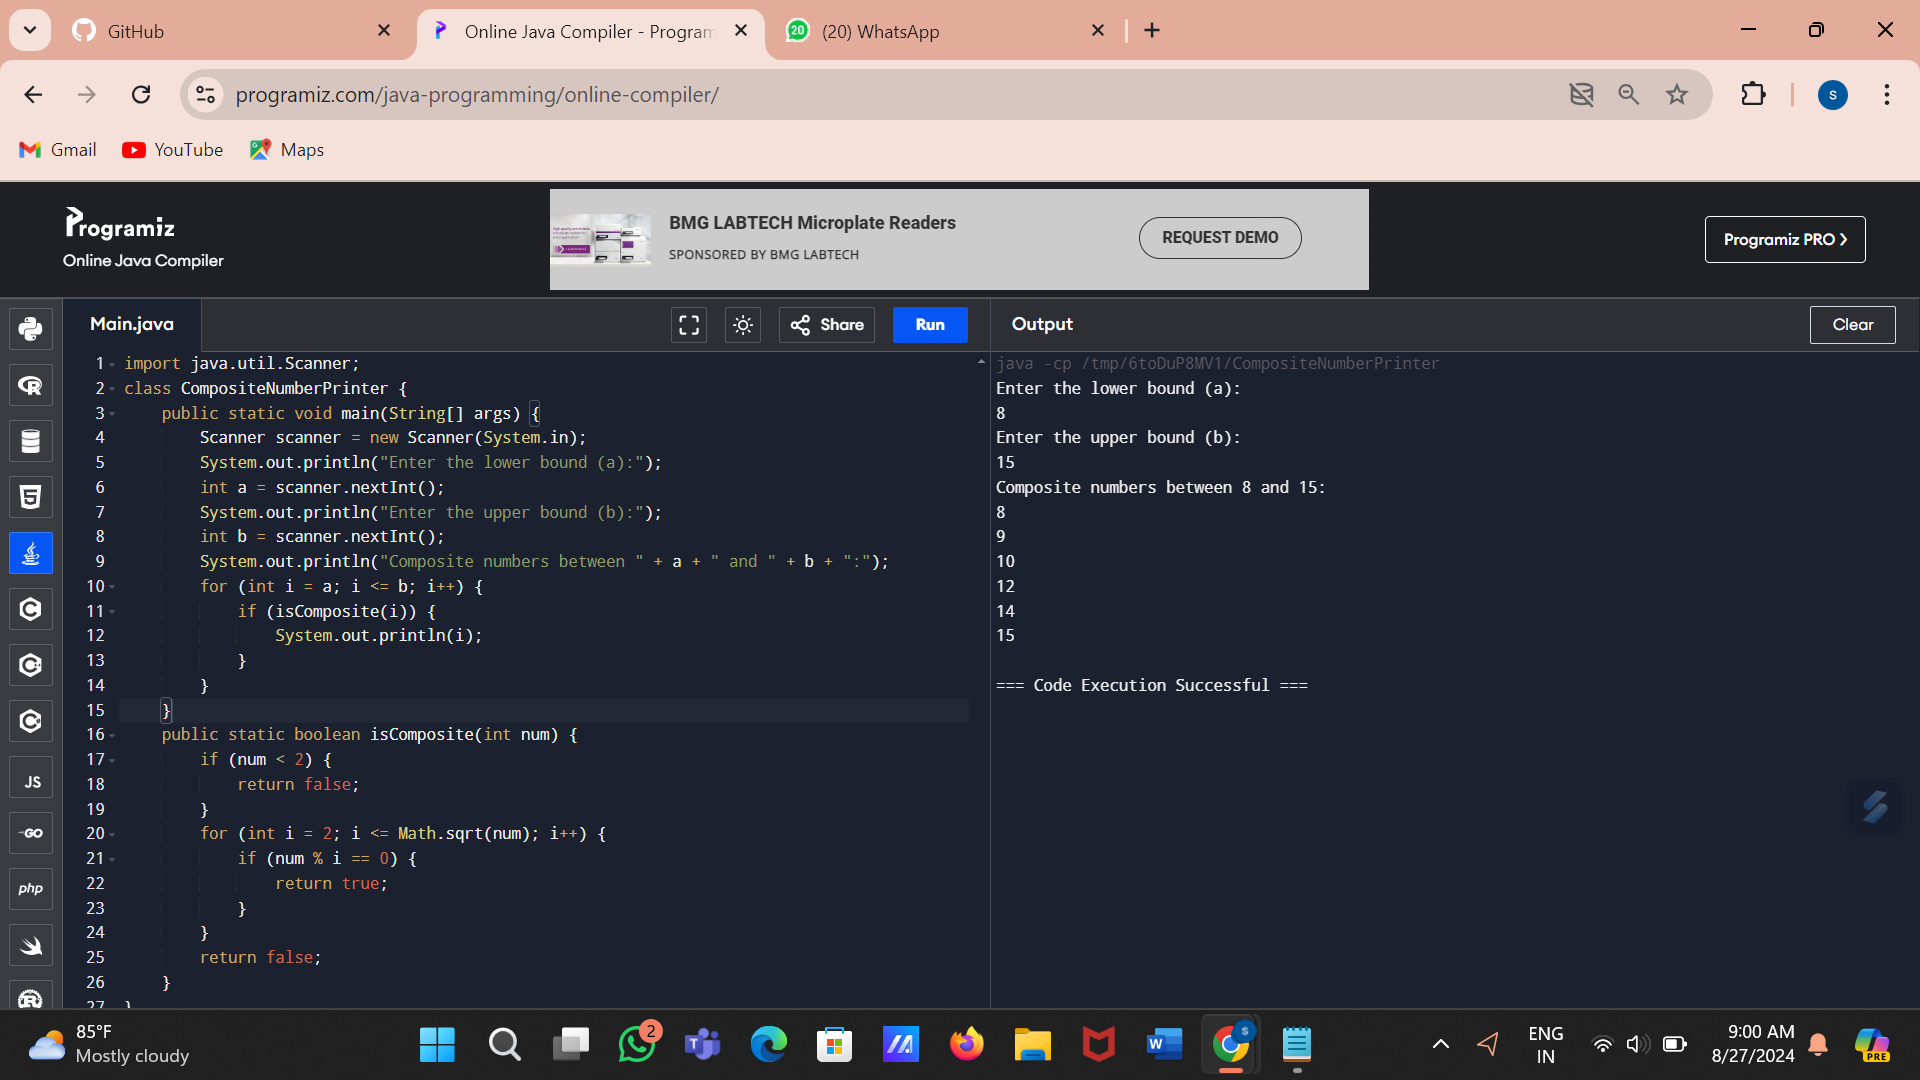 GitHub
Online Java Compiler - Program
20 (20) WhatsApp
programiz.com/java-programming/online-compiler/
s
Gmail YouTube Maps
Programiz
Online Java Compiler
BMG LABTECH Microplate Readers
SPONSORED BY BMG LABTECH
REQUEST DEMO
Programiz PRO ❯
Main.java
Share
Run
1 import java.util.Scanner;
2 class CompositeNumberPrinter {
3     public static void main(String[] args) {
4         Scanner scanner = new Scanner(System.in);
5         System.out.println("Enter the lower bound (a):");
6         int a = scanner.nextInt();
7         System.out.println("Enter the upper bound (b):");
8         int b = scanner.nextInt();
9         System.out.println("Composite numbers between " + a + " and " + b + ":");
10         for (int i = a; i <= b; i++) {
11             if (isComposite(i)) {
12                 System.out.println(i);
13             }
14         }
15     }
16     public static boolean isComposite(int num) {
17         if (num < 2) {
18             return false;
19         }
20         for (int i = 2; i <= Math.sqrt(num); i++) {
21             if (num % i == 0) {
22                 return true;
23             }
24         }
25         return false;
26     }
27 }
Output
Clear
java -cp /tmp/6toDuP8MV1/CompositeNumberPrinter
Enter the lower bound (a):
8
Enter the upper bound (b):
15
Composite numbers between 8 and 15:
8
9
10
12
14
15
=== Code Execution Successful ===
JS
GO
php
85°F
Mostly cloudy
2
ENG
IN
9:00 AM
8/27/2024
PRE